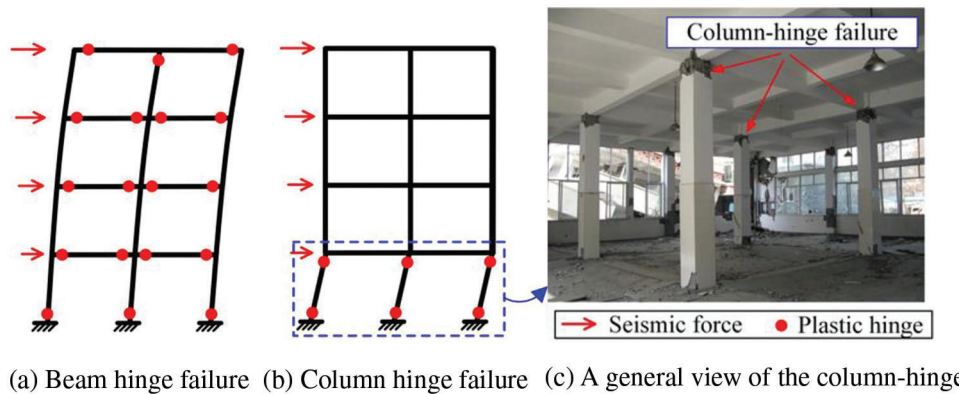 Column-hinge failure
Seismic force Plastic hinge
(a) Beam hinge failure (b) Column hinge failure (c) A general view of the column-hinge